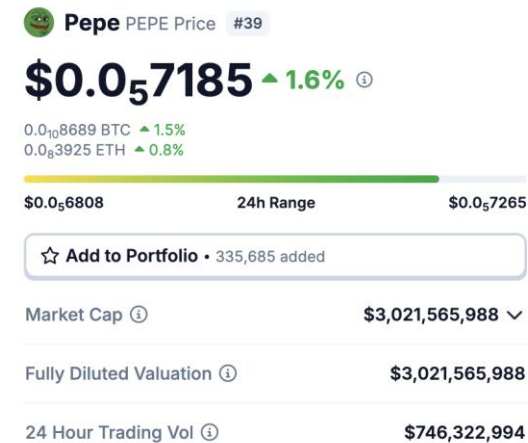 Pepe PEPE Price #39
$0.0₅7185 ▲ 1.6%
0.0₁₀8689 BTC ▲ 1.5%
0.0₈3925 ETH ▲ 0.8%
$0.0₅6808 24h Range $0.0₅7265
Add to Portfolio • 335,685 added
Market Cap $3,021,565,988
Fully Diluted Valuation $3,021,565,988
24 Hour Trading Vol $746,322,994